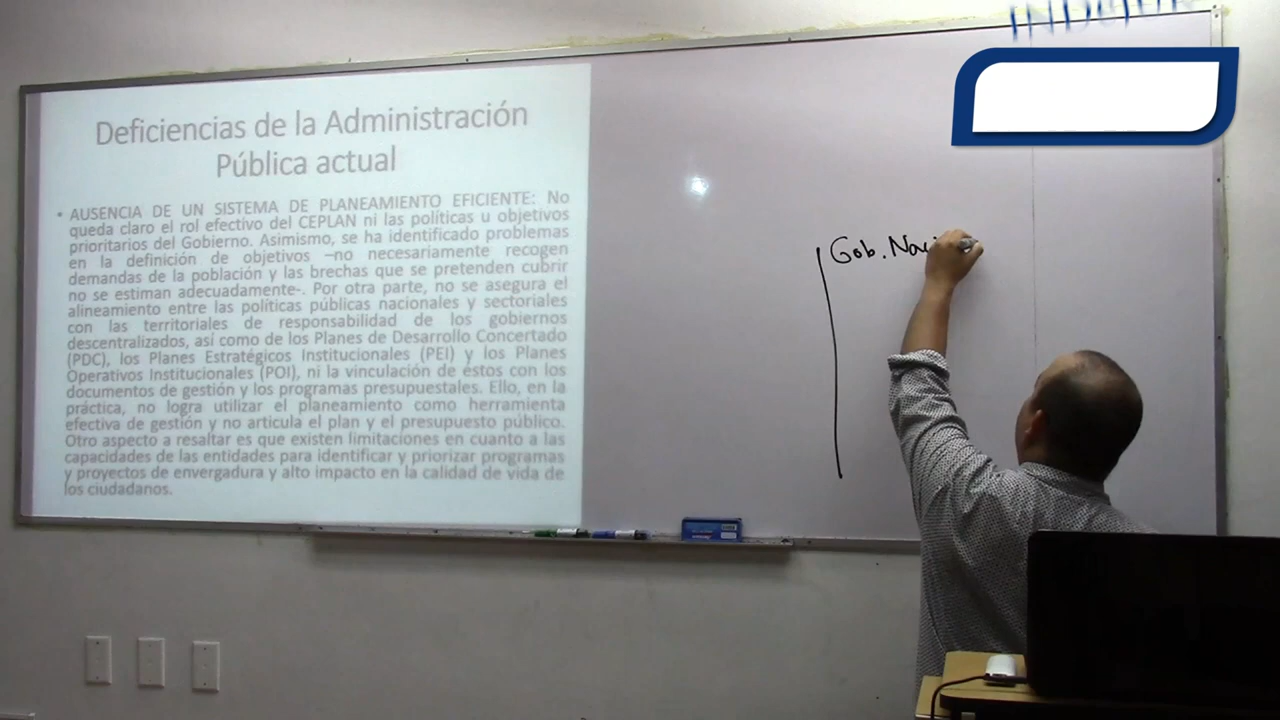 Deficiencias de la Administración
Pública actual
• AUSENCIA DE UN SISTEMA DE PLANEAMIENTO EFICIENTE: No
queda claro el rol efectivo del CEPLAN ni las políticas u objetivos
prioritarios del Gobierno. Asimismo, se ha identificado problemas
en la definición de objetivos –no necesariamente recogen
demandas de la población y las brechas que se pretenden cubrir
no se estiman adecuadamente-. Por otra parte, no se asegura el
alineamiento entre las políticas públicas nacionales y sectoriales
con las territoriales de responsabilidad de los gobiernos
descentralizados, así como de los Planes de Desarrollo Concertado
(PDC), los Planes Estratégicos Institucionales (PEI) y los Planes
Operativos Institucionales (POI), ni la vinculación de éstos con los
documentos de gestión y los programas presupuestales. Ello, en la
práctica, no logra utilizar el planeamiento como herramienta
efectiva de gestión y no articula el plan y el presupuesto público.
Otro aspecto a resaltar es que existen limitaciones en cuanto a las
capacidades de las entidades para identificar y priorizar programas
y proyectos de envergadura y alto impacto en la calidad de vida de
los ciudadanos.
Gob. Naci